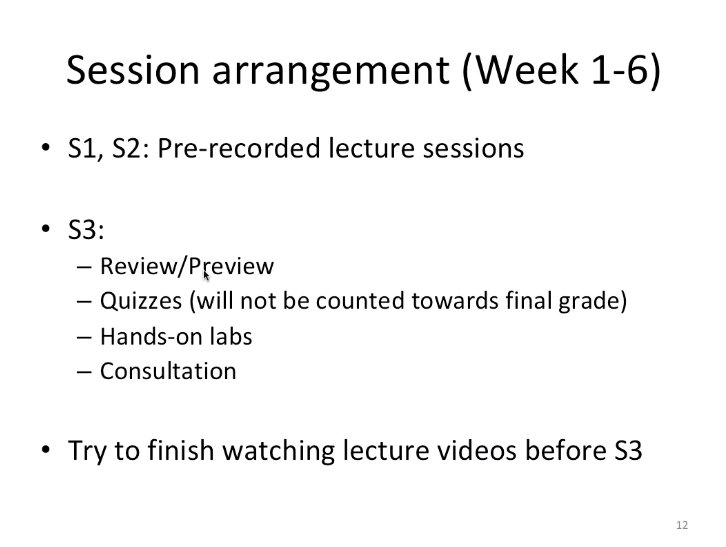 Session arrangement (Week 1-6)
• S1, S2: Pre-recorded lecture sessions
• S3:
– Review/Preview
– Quizzes (will not be counted towards final grade)
– Hands-on labs
– Consultation
• Try to finish watching lecture videos before S3
12